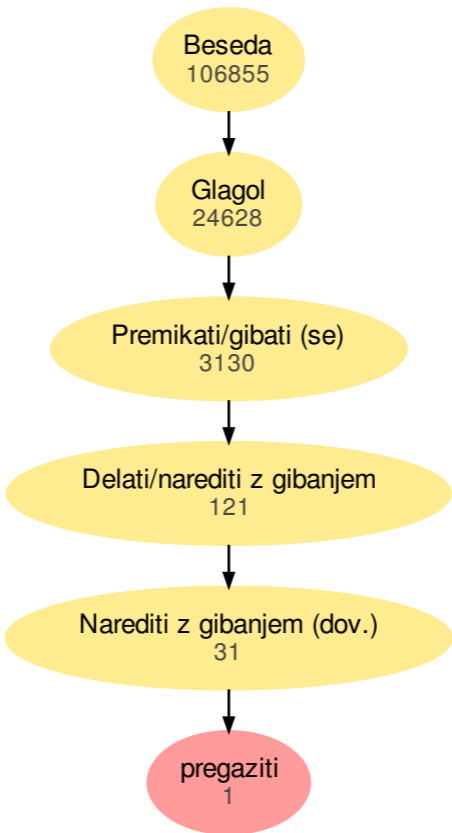 Beseda
106855
Glagol
24628
Premikati/gibati (se)
3130
Delati/narediti z gibanjem
121
Narediti z gibanjem (dov.)
31
pregaziti
1